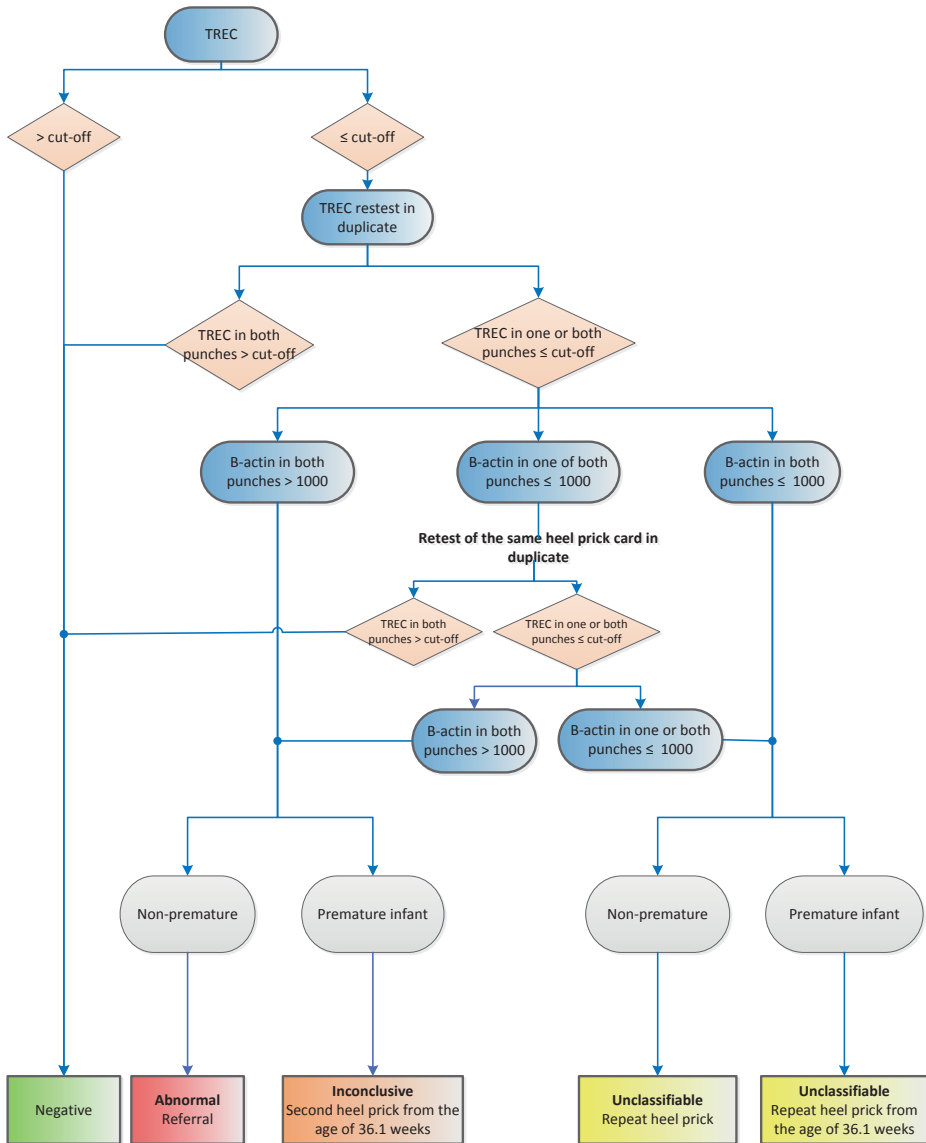 TREC
> cut-off
≤ cut-off
TREC restest in
duplicate
TREC in both
punches > cut-off
TREC in one or both
punches ≤ cut-off
B-actin in both
punches > 1000
B-actin in one of both
punches ≤ 1000
B-actin in both
punches ≤ 1000
Retest of the same heel prick card in
duplicate
TREC in both
punches > cut-off
TREC in one or both
punches ≤ cut-off
B-actin in both
punches > 1000
B-actin in one or both
punches ≤ 1000
Non-premature
Premature infant
Non-premature
Premature infant
Negative
Abnormal
Referral
Inconclusive
Second heel prick from the
age of 36.1 weeks
Unclassifiable
Repeat heel prick
Unclassifiable
Repeat heel prick from
the age of 36.1 weeks